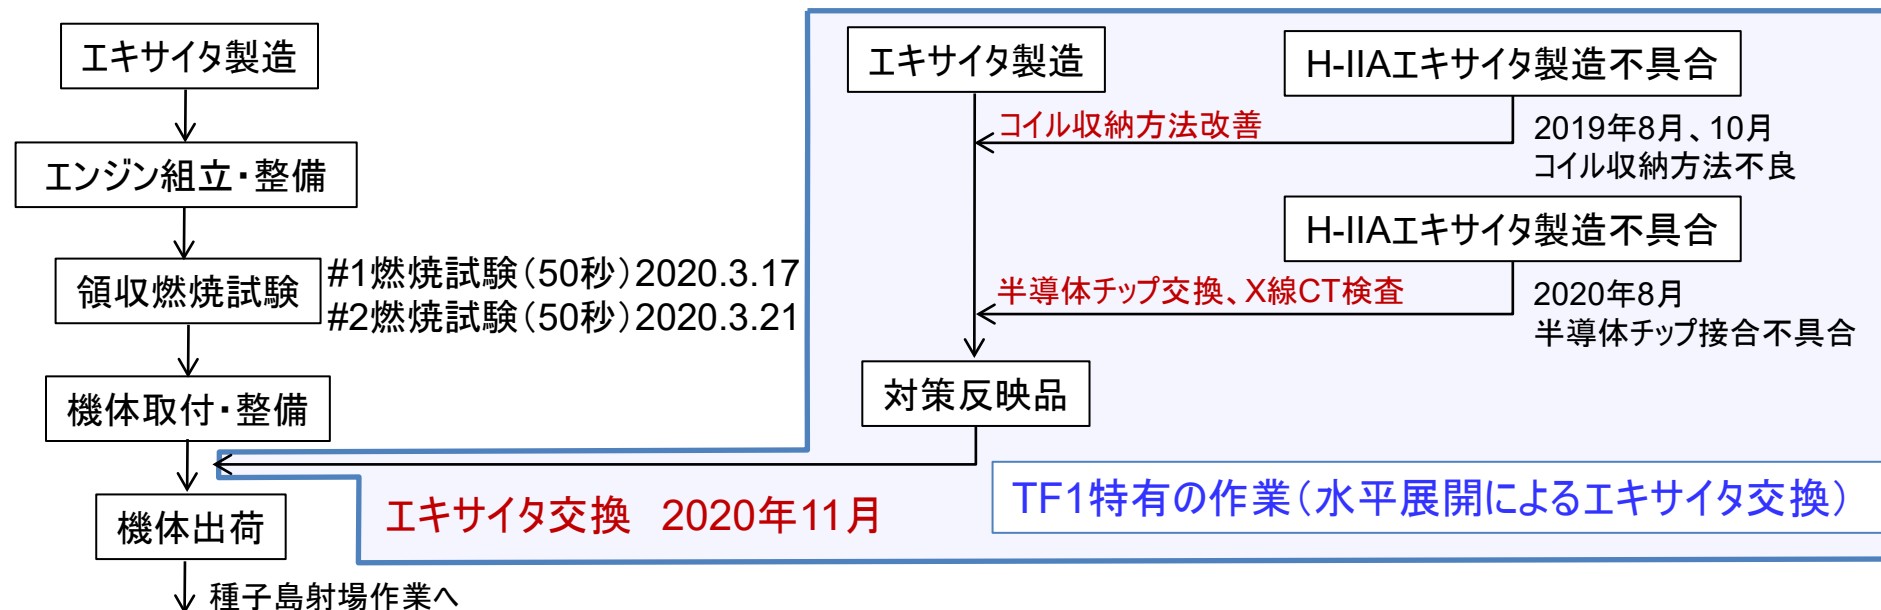 エキサイタ製造
エンジン組立・整備
領収燃焼試験
#1燃焼試験（50秒）2020.3.17
#2燃焼試験（50秒）2020.3.21
機体取付・整備
機体出荷
種子島射場作業へ
エキサイタ製造
H-IIAエキサイタ製造不具合
コイル収納方法改善
2019年8月、10月
コイル収納方法不良
H-IIAエキサイタ製造不具合
半導体チップ交換、X線CT検査
2020年8月
半導体チップ接合不具合
対策反映品
エキサイタ交換　2020年11月
TF1特有の作業（水平展開によるエキサイタ交換）